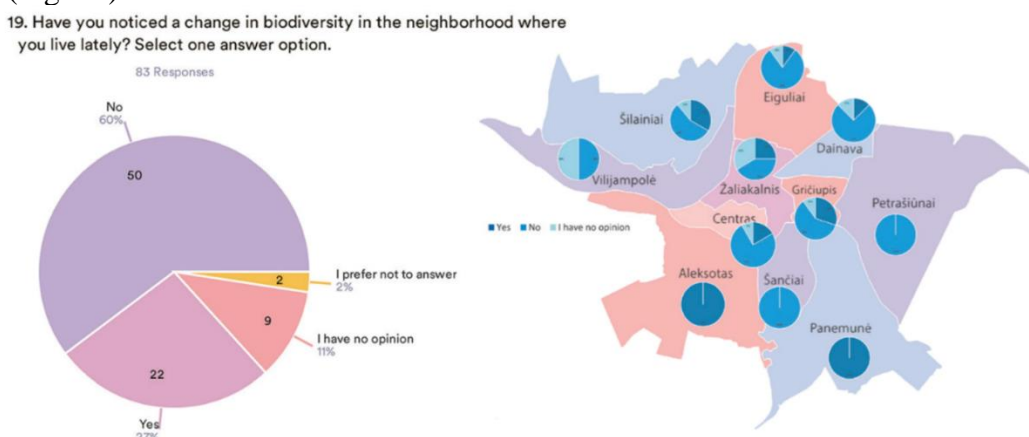 19. Have you noticed a change in biodiversity in the neighborhood where
you live lately? Select one answer option.
83 Responses
No
60%
50
I prefer not to answer
2%
2
I have no opinion
11%
9
22
Yes
27%
Eiguliai
Šilainiai
Dainava
Vilijampolė
Žaliakalnis
Gričiupis
Petrašiūnai
Centras
Yes No I have no opinion
Aleksotas
Šančiai
Panemunė